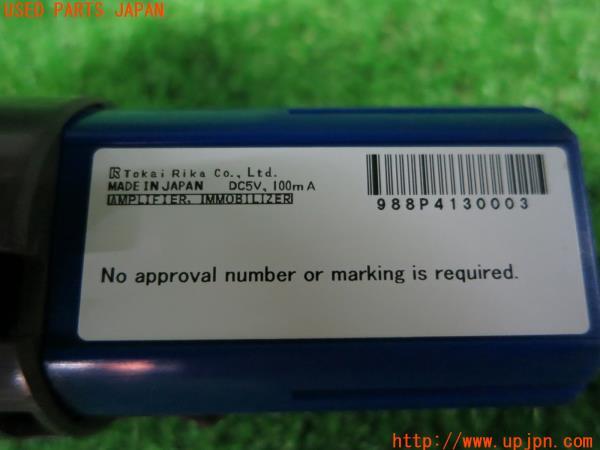 USED PARTS JAPAN
Tokai Rika Co., Ltd.
MADE IN JAPAN DC5V, 100mA
AMPLIFIER, IMMOBILIZER
988P4130003
No approval number or marking is required.
http://www.upjpn.com